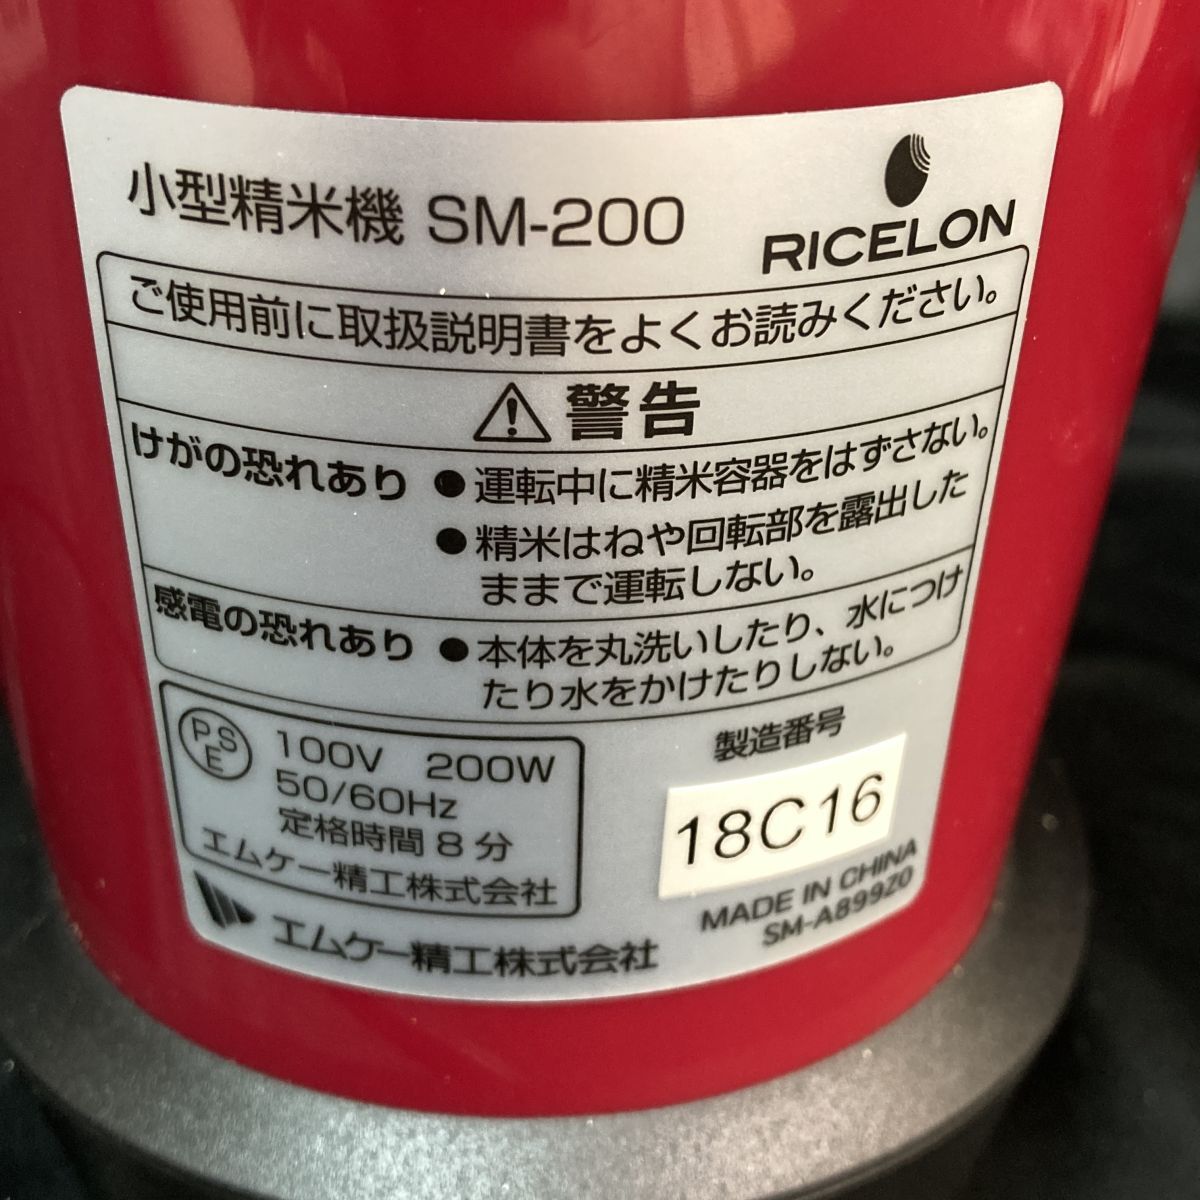 小型精米機 SM-200
RICELON
ご使用前に取扱説明書をよくお読みください。
警告
けがの恐れあり
●運転中に精米容器をはずさない。
●精米はねや回転部を露出した
ままで運転しない。
感電の恐れあり
●本体を丸洗いしたり、水につけ
たり水をかけたりしない。
PSE
100V 200W
50/60Hz
定格時間 8 分
エムケー精工株式会社
エムケー精工株式会社
製造番号
18C16
MADE IN CHINA
SM-A899Z0